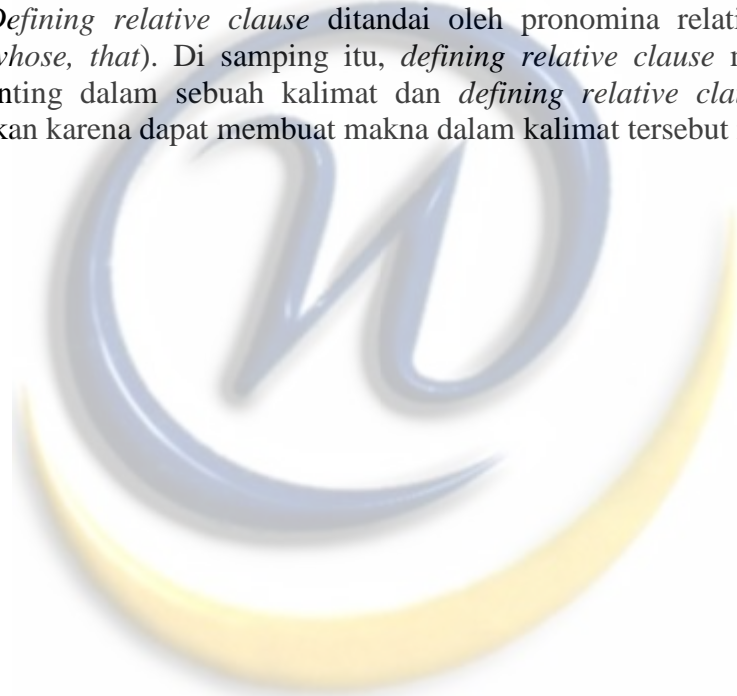 Defining relative clause ditandai oleh pronomina relati
whose, that). Di samping itu, defining relative clause
nting dalam sebuah kalimat dan defining relative cla
kan karena dapat membuat makna dalam kalimat tersebut